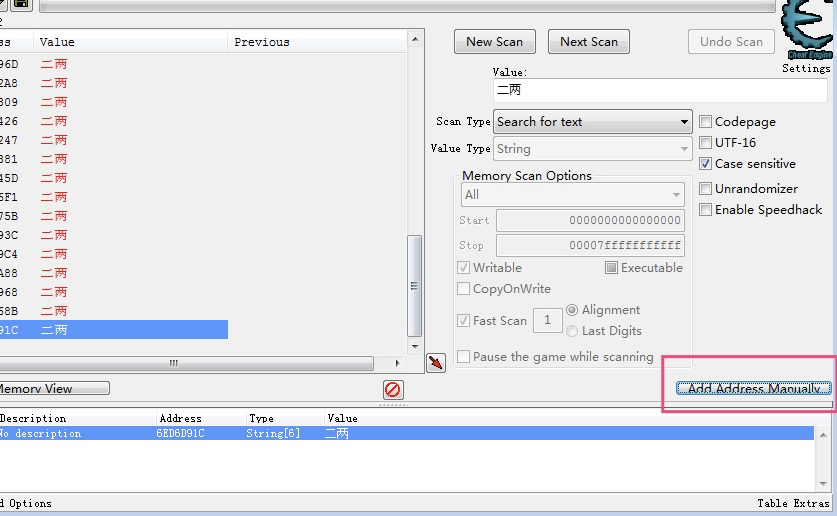 2
ss Value Previous
96D 二两
2A8 二两
309 二两
426 二两
247 二两
381 二两
45D 二两
5F1 二两
75B 二两
93C 二两
9C4 二两
A88 二两
968 二两
68B 二两
91C 二两
New Scan Next Scan Undo Scan
Cheat Engine
Settings
Value:
二两
Scan Type Search for text
Value Type String
Codepage
UTF-16
Case sensitive
Unrandomizer
Enable Speedhack
Memory Scan Options
All
Start 0000000000000000
Stop 00007fffffffffff
Writable Executable
CopyOnWrite
Fast Scan 1 Alignment
Last Digits
Pause the game while scanning
Memory View
Add Address Manually
Description Address Type Value
No description 6ED6D91C String[6] 二两
d Options Table Extras